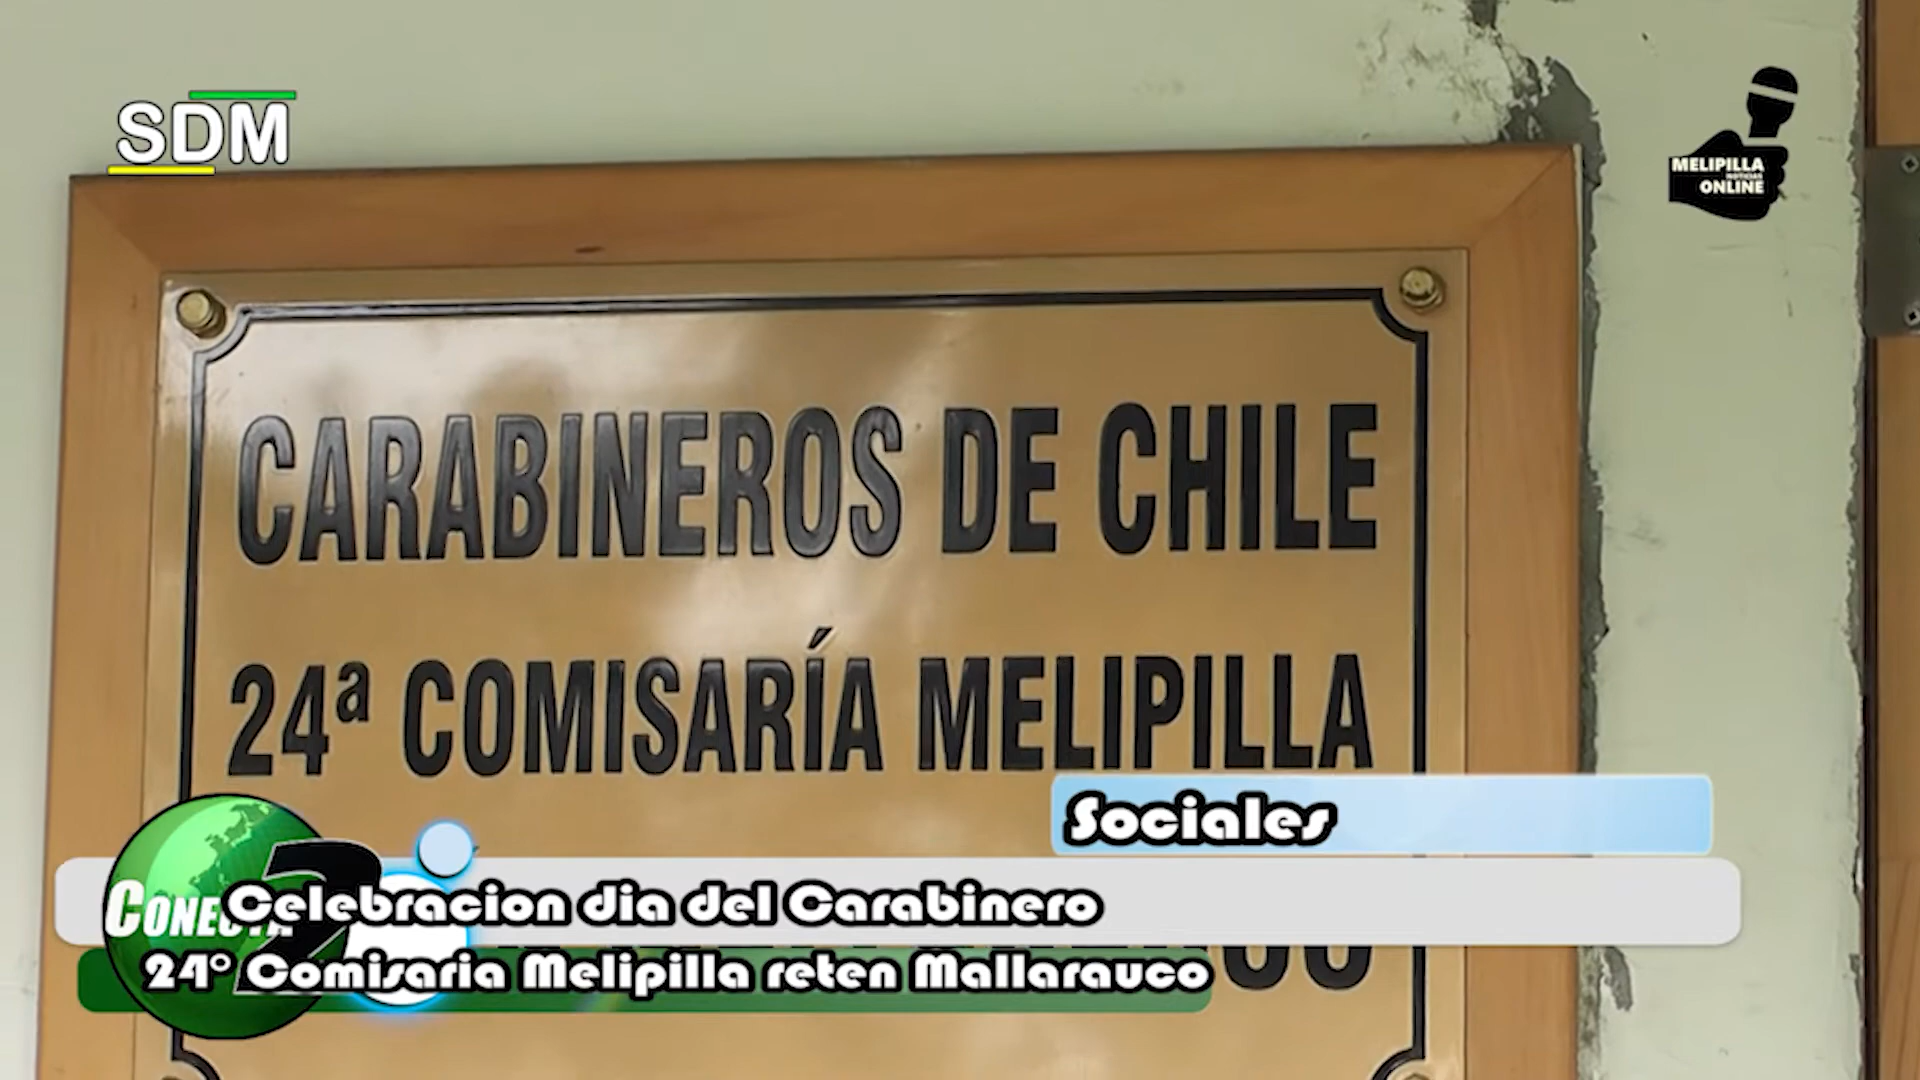 SDM
MELIPILLA
NOTICIAS
ONLINE
CARABINEROS DE CHILE
24ª COMISARÍA MELIPILLA
Sociales
Celebracion dia del Carabinero
24° Comisaria Melipilla reten Mallarauco